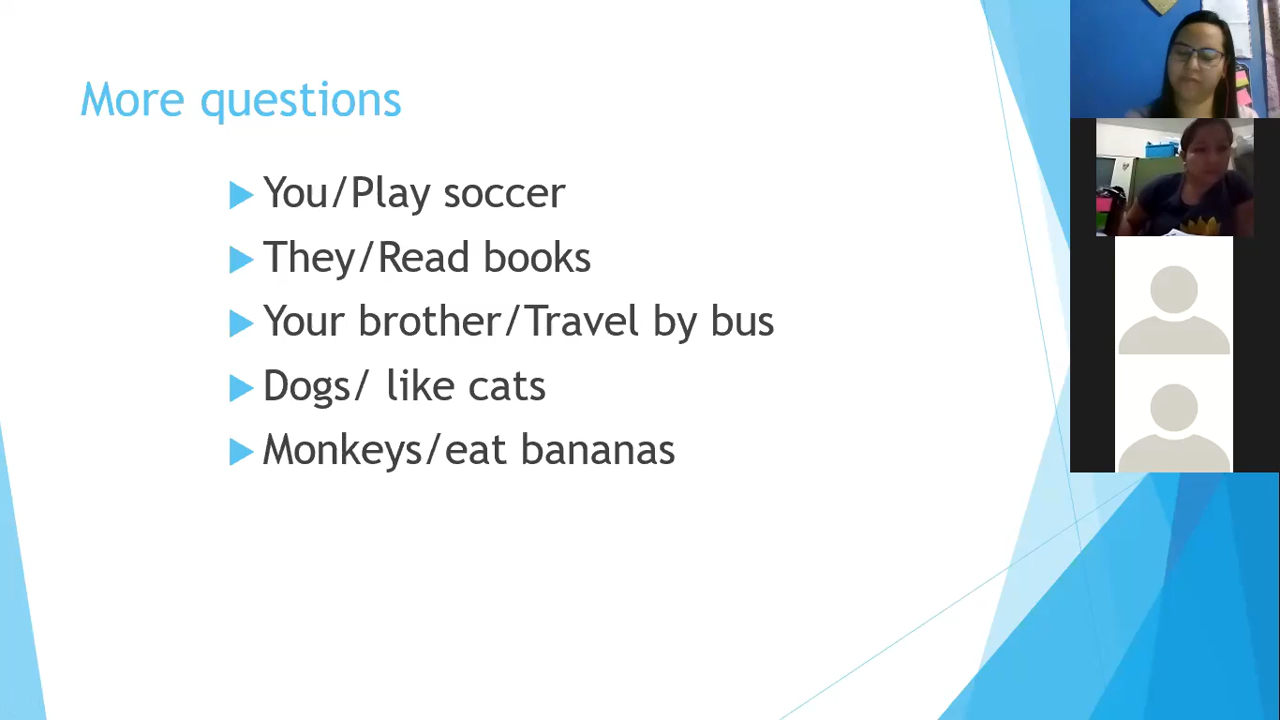 More questions
You/Play soccer
They/Read books
Your brother/Travel by bus
Dogs/ like cats
Monkeys/eat bananas